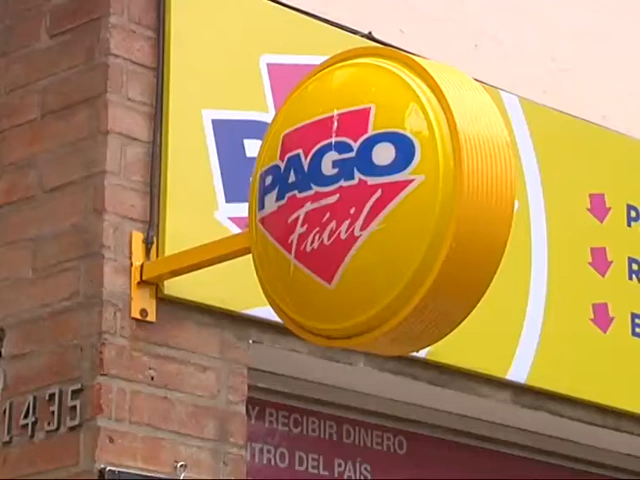 PAGO
Fácil
1435
Y RECIBIR DINERO
NTRO DEL PAÍS